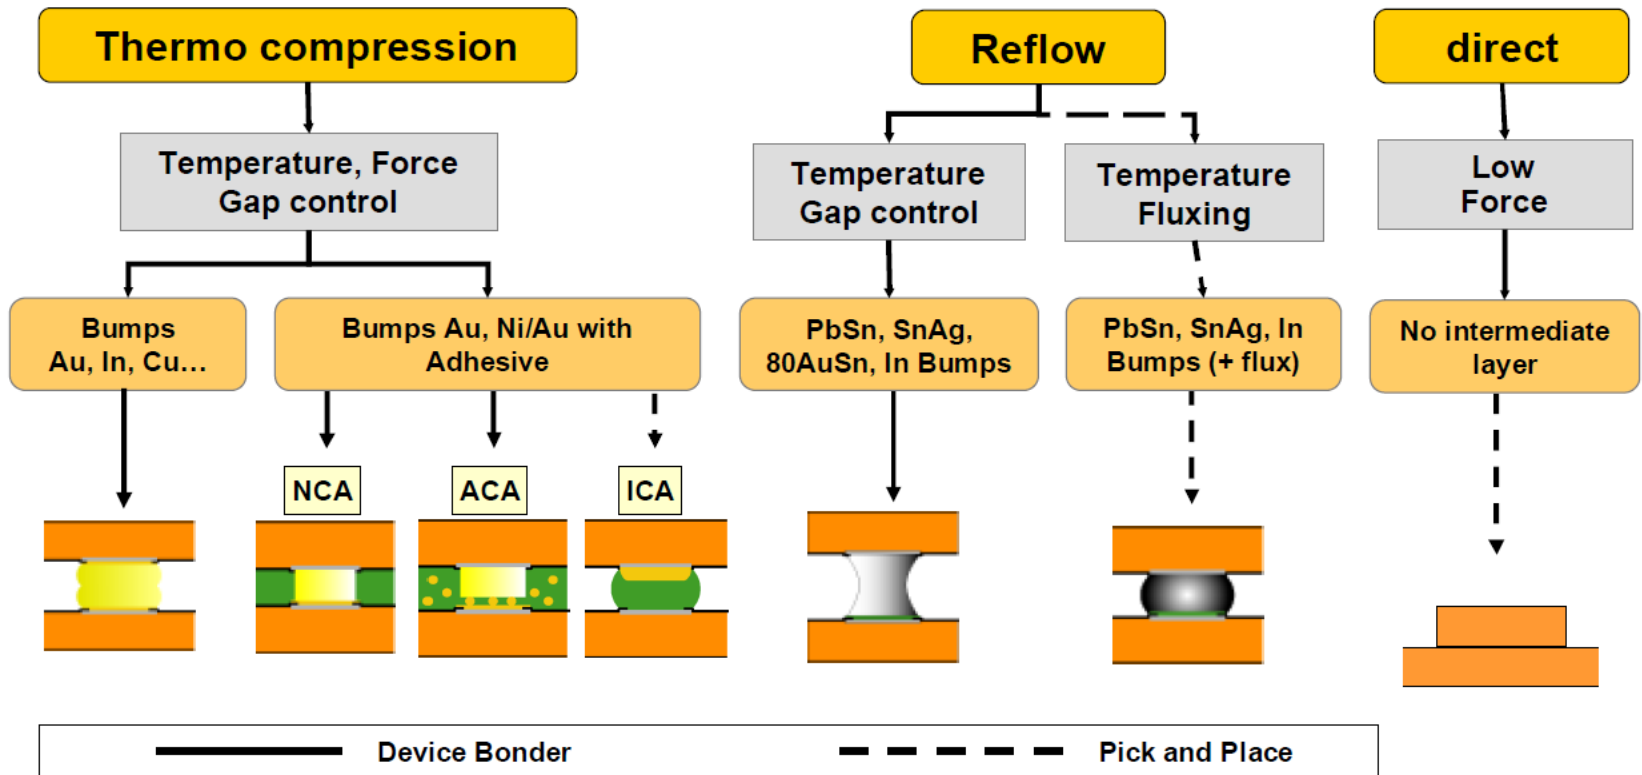 Thermo compression
Reflow
direct
Temperature, Force
Gap control
Temperature
Gap control
Temperature
Fluxing
Low
Force
Bumps
Au, In, Cu...
Bumps Au, Ni/Au with
Adhesive
PbSn, SnAg,
80AuSn, In Bumps
PbSn, SnAg, In
Bumps (+ flux)
No intermediate
layer
NCA
ACA
ICA
Device Bonder
Pick and Place